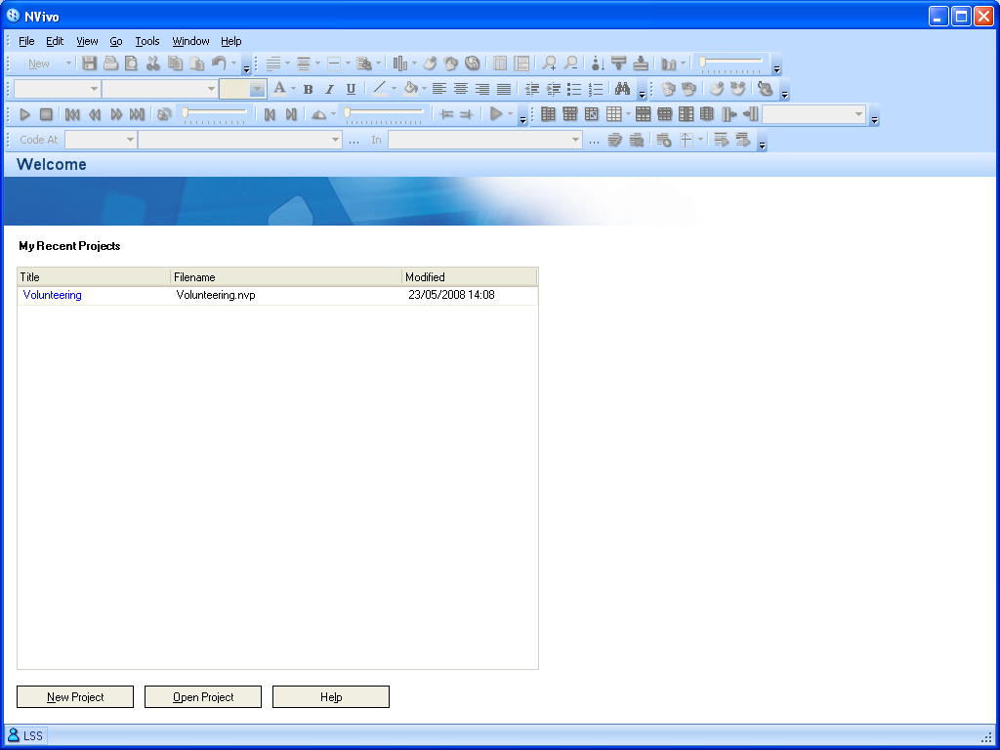 NVivo
File Edit View Go Tools Window Help
New
A B I U
Code At ... In ...
Welcome
My Recent Projects
Title Filename Modified
Volunteering Volunteering.nvp 23/05/2008 14:08
New Project Open Project Help
LSS